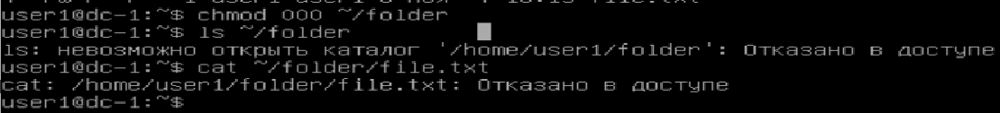 user1@dc-1:~$ chmod 000 ~/folder
user1@dc-1:~$ ls ~/folder
ls: невозможно открыть каталог '/home/user1/folder': Отказано в доступе
user1@dc-1:~$ cat ~/folder/file.txt
cat: /home/user1/folder/file.txt: Отказано в доступе
user1@dc-1:~$